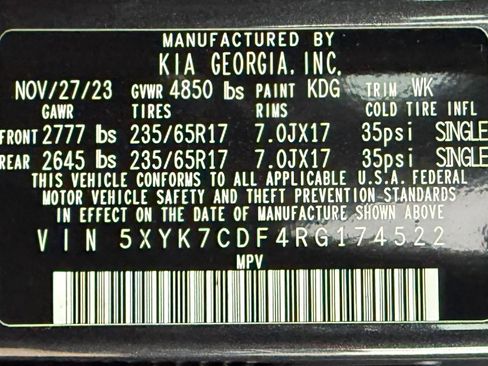 MANUFACTURED BY
KIA GEORGIA, INC.
NOV/27/23 GVWR 4850 lbs PAINT KDG TRIM WK
GAWR TIRES RIMS COLD TIRE INFL
FRONT 2777 lbs 235/65R17 7.0JX17 35psi SINGLE
REAR 2645 lbs 235/65R17 7.0JX17 35psi SINGLE
THIS VEHICLE CONFORMS TO ALL APPLICABLE U.S.A. FEDERAL
MOTOR VEHICLE SAFETY & THEFT PREVENTION STANDARDS
IN EFFECT ON THE DATE OF MANUFACTURE SHOWN ABOVE
VIN 5XYK7CDF4RG174522
MPV